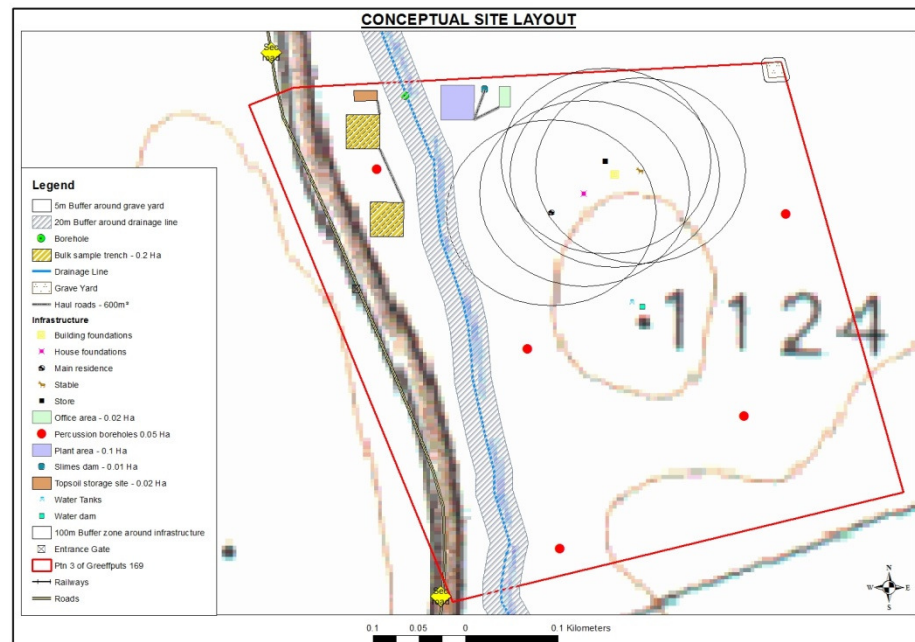 CONCEPTUAL SITE LAYOUT
Sec
road
Legend
5m Buffer around grave yard
20m Buffer around drainage line
Borehole
Bulk sample trench - 0.2 Ha
Drainage Line
Grave Yard
Haul roads - 600m²
Infrastructure
Building foundations
House foundations
Main residence
Stable
Store
Office area - 0.02 Ha
Percussion boreholes 0.05 Ha
Plant area - 0.1 Ha
Slimes dam - 0.01 Ha
Topsoil storage site - 0.02 Ha
Water Tanks
Water dam
100m Buffer zone around infrastructure
Entrance Gate
Ptn 3 of Greeffputs 169
Railways
Roads
1124
Sec
road
N
W E
S
0.1 0.05 0 0.1 Kilometers